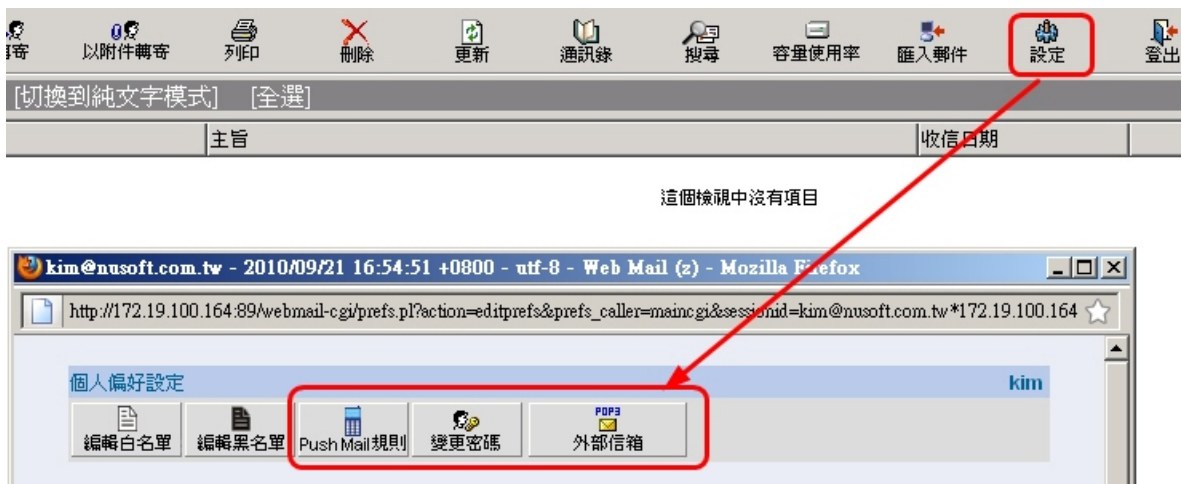 寄 以附件轉寄 列印 刪除 更新 通訊錄 搜尋 容量使用率 匯入郵件 設定 登出
[切換到純文字模式] [全選]
主旨 收信日期
這個檢視中沒有項目
kim@nusoft.com.tw - 2010/09/21 16:54:51 +0800 - utf-8 - Web Mail (z) - Mozilla Firefox
http://172.19.100.164:89/webmail-cgi/prefs.pl?action=editprefs&prefs_caller=maincgi&sessionid=kim@nusoft.com.tw*172.19.100.164
個人偏好設定 kim
POP3
編輯白名單 編輯黑名單 Push Mail規則 變更密碼 外部信箱